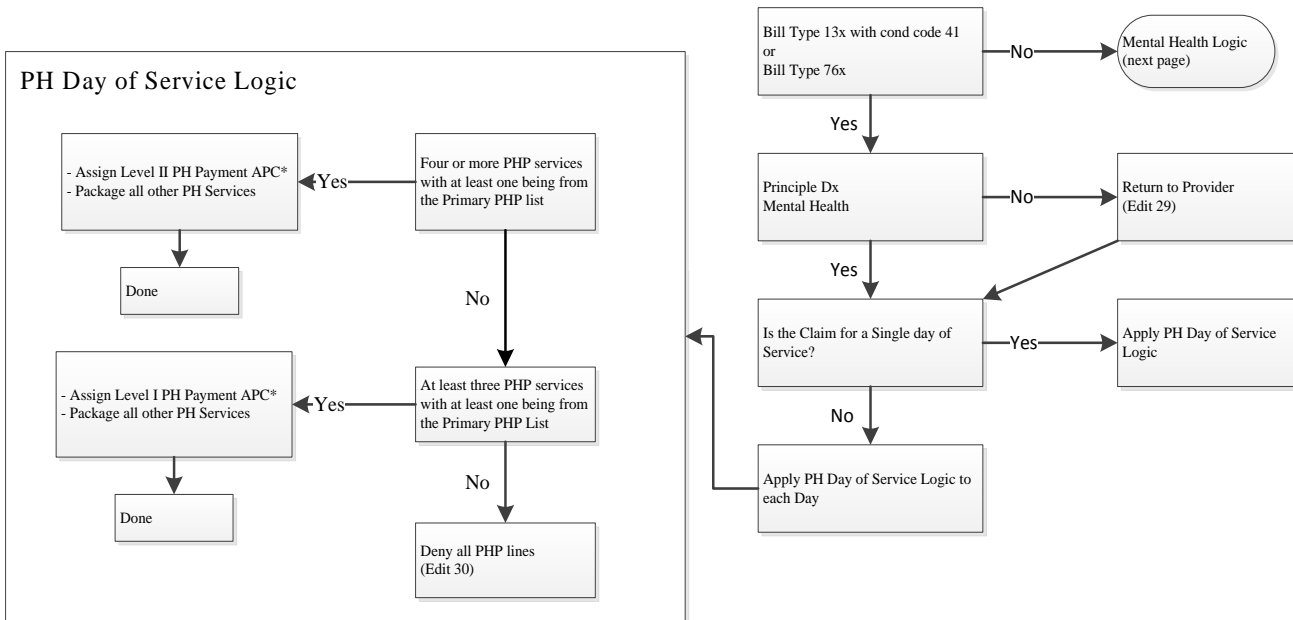 PH Day of Service Logic
- Assign Level II PH Payment APC*
- Package all other PH Services
Yes
Four or more PHP services
with at least one being from
the Primary PHP list
Done
No
- Assign Level I PH Payment APC*
- Package all other PH Services
Yes
At least three PHP services
with at least one being from
the Primary PHP List
Done
No
Deny all PHP lines
(Edit 30)
Bill Type 13x with cond code 41
or
Bill Type 76x
No
Mental Health Logic
(next page)
Yes
Principle Dx
Mental Health
No
Return to Provider
(Edit 29)
Yes
Is the Claim for a Single day of
Service?
Yes
Apply PH Day of Service
Logic
No
Apply PH Day of Service Logic to
each Day